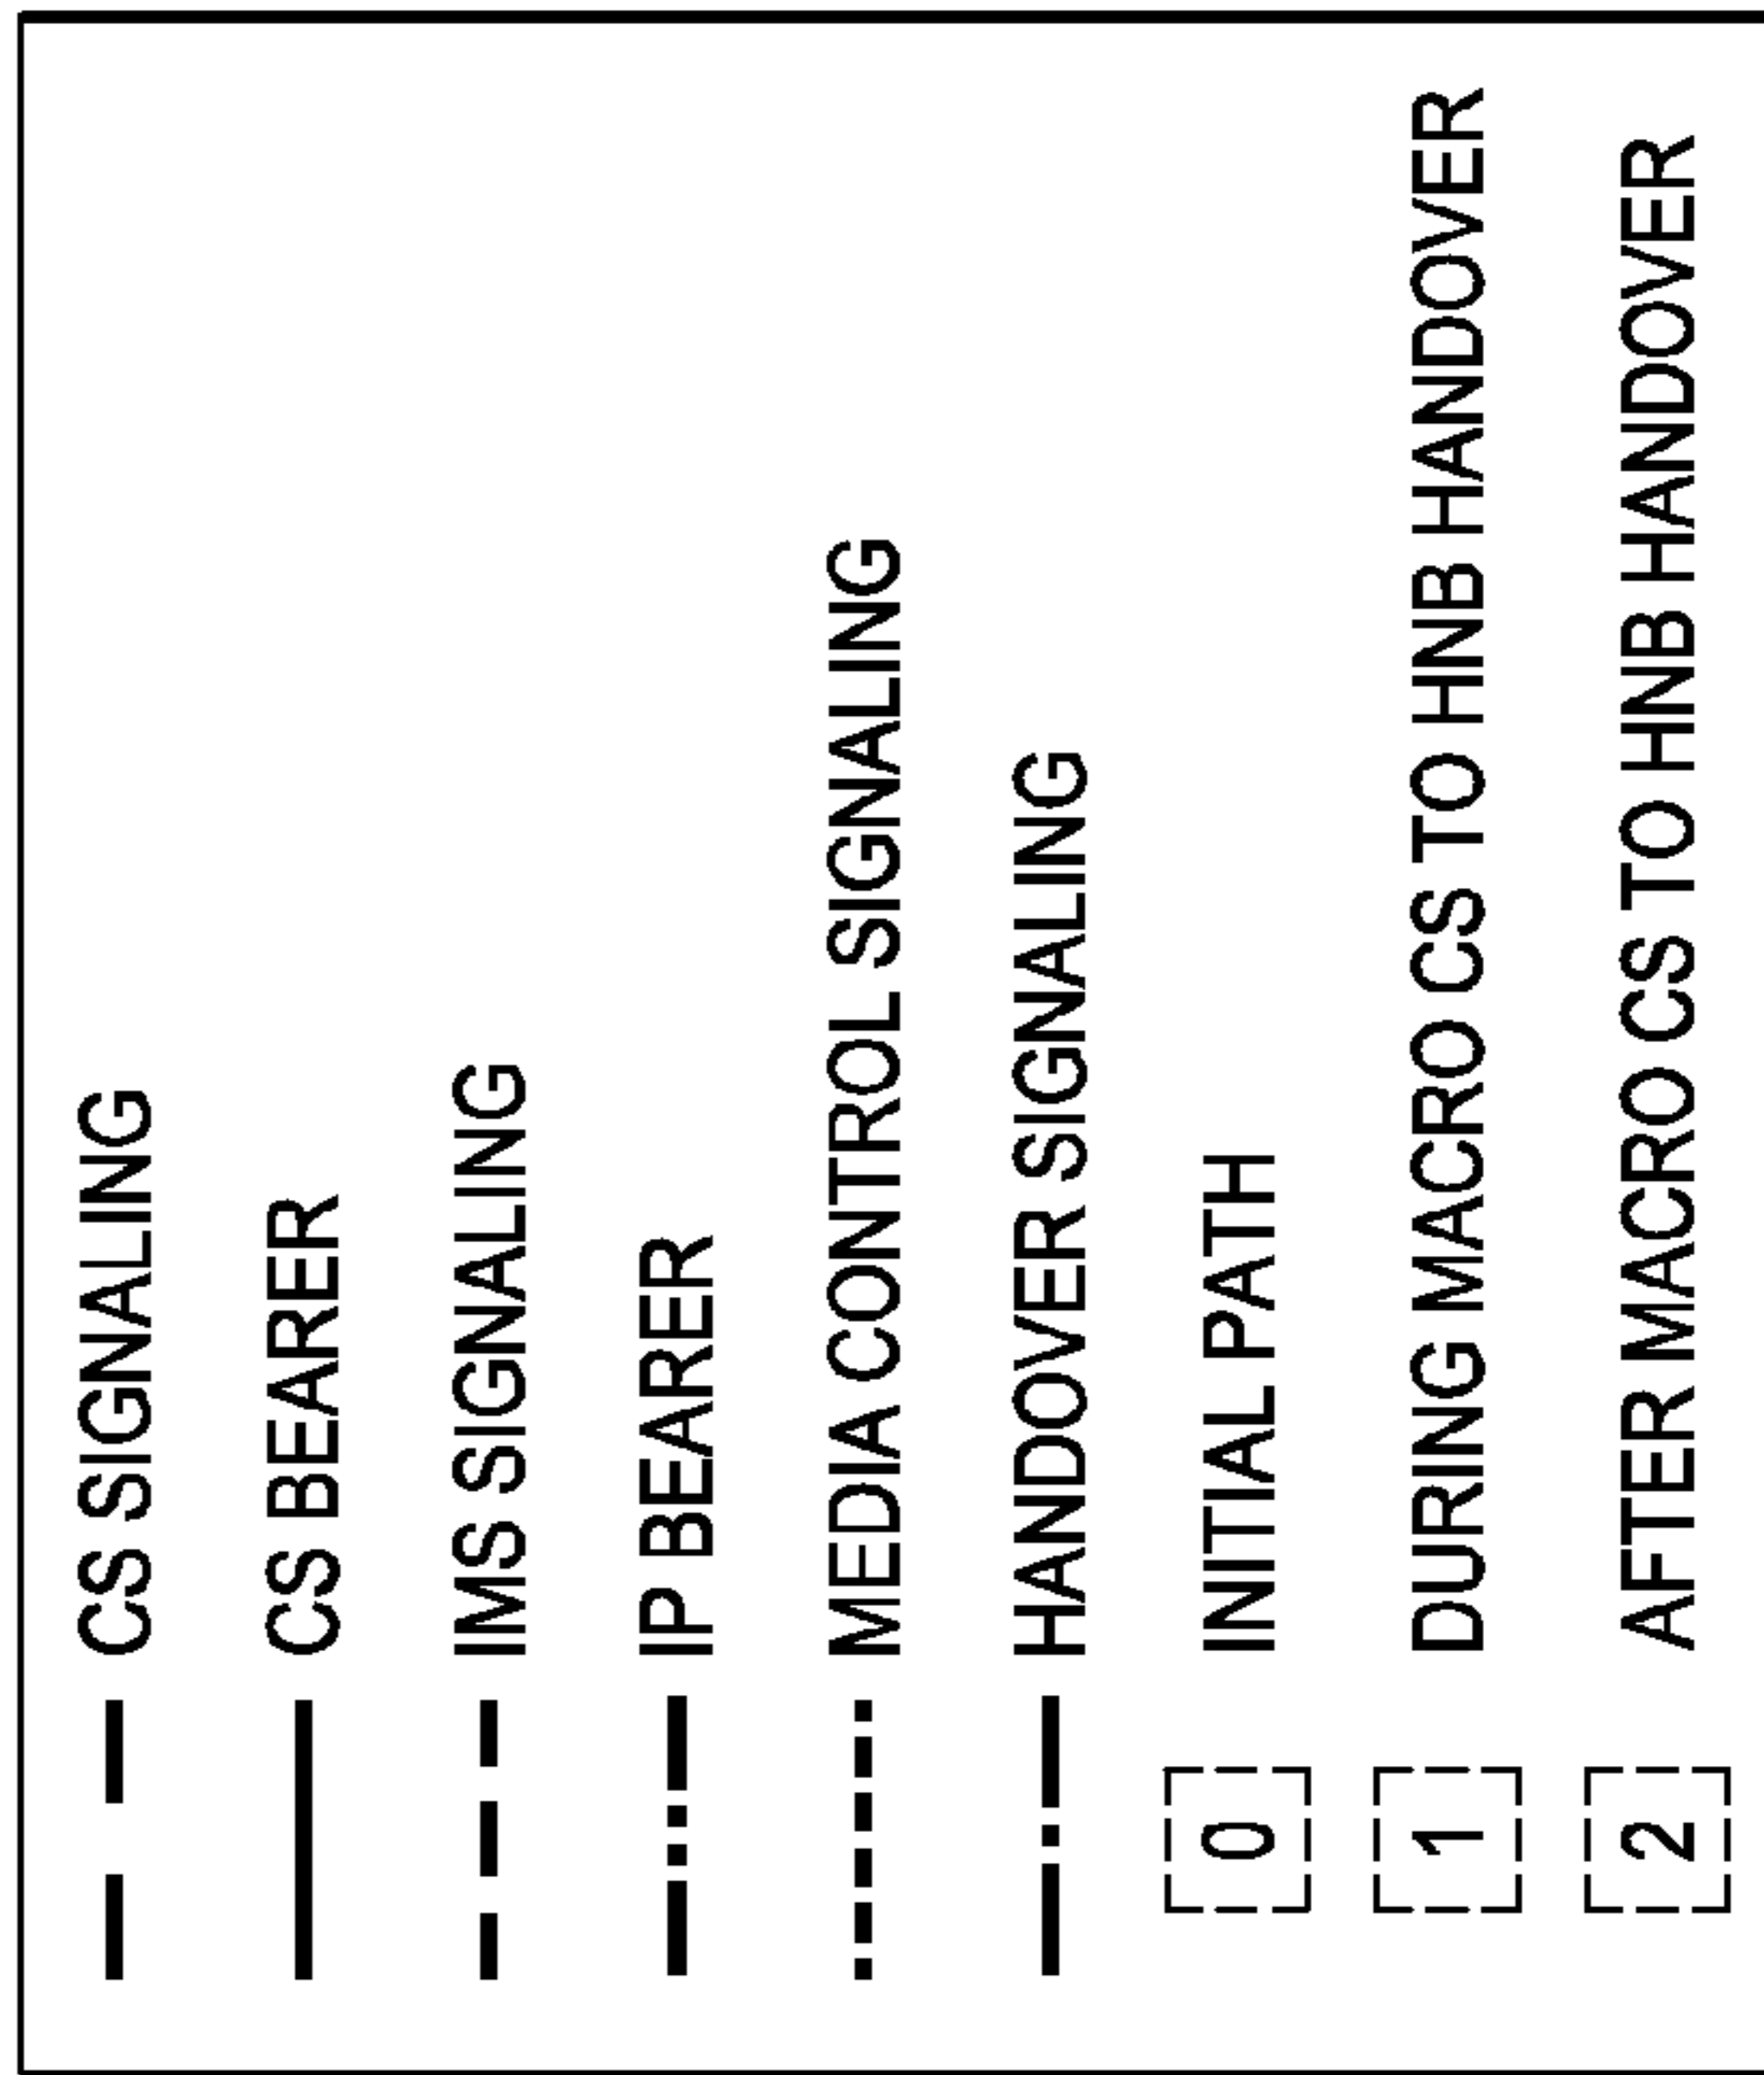 CS SIGNALING
CS BEARER
IMS SIGNALING
IP BEARER
MEDIA CONTROL SIGNALING
HANDOVER SIGNALING
0 INITIAL PATH
1 DURING MACRO CS TO HNB HANDOVER
2 AFTER MACRO CS TO HNB HANDOVER